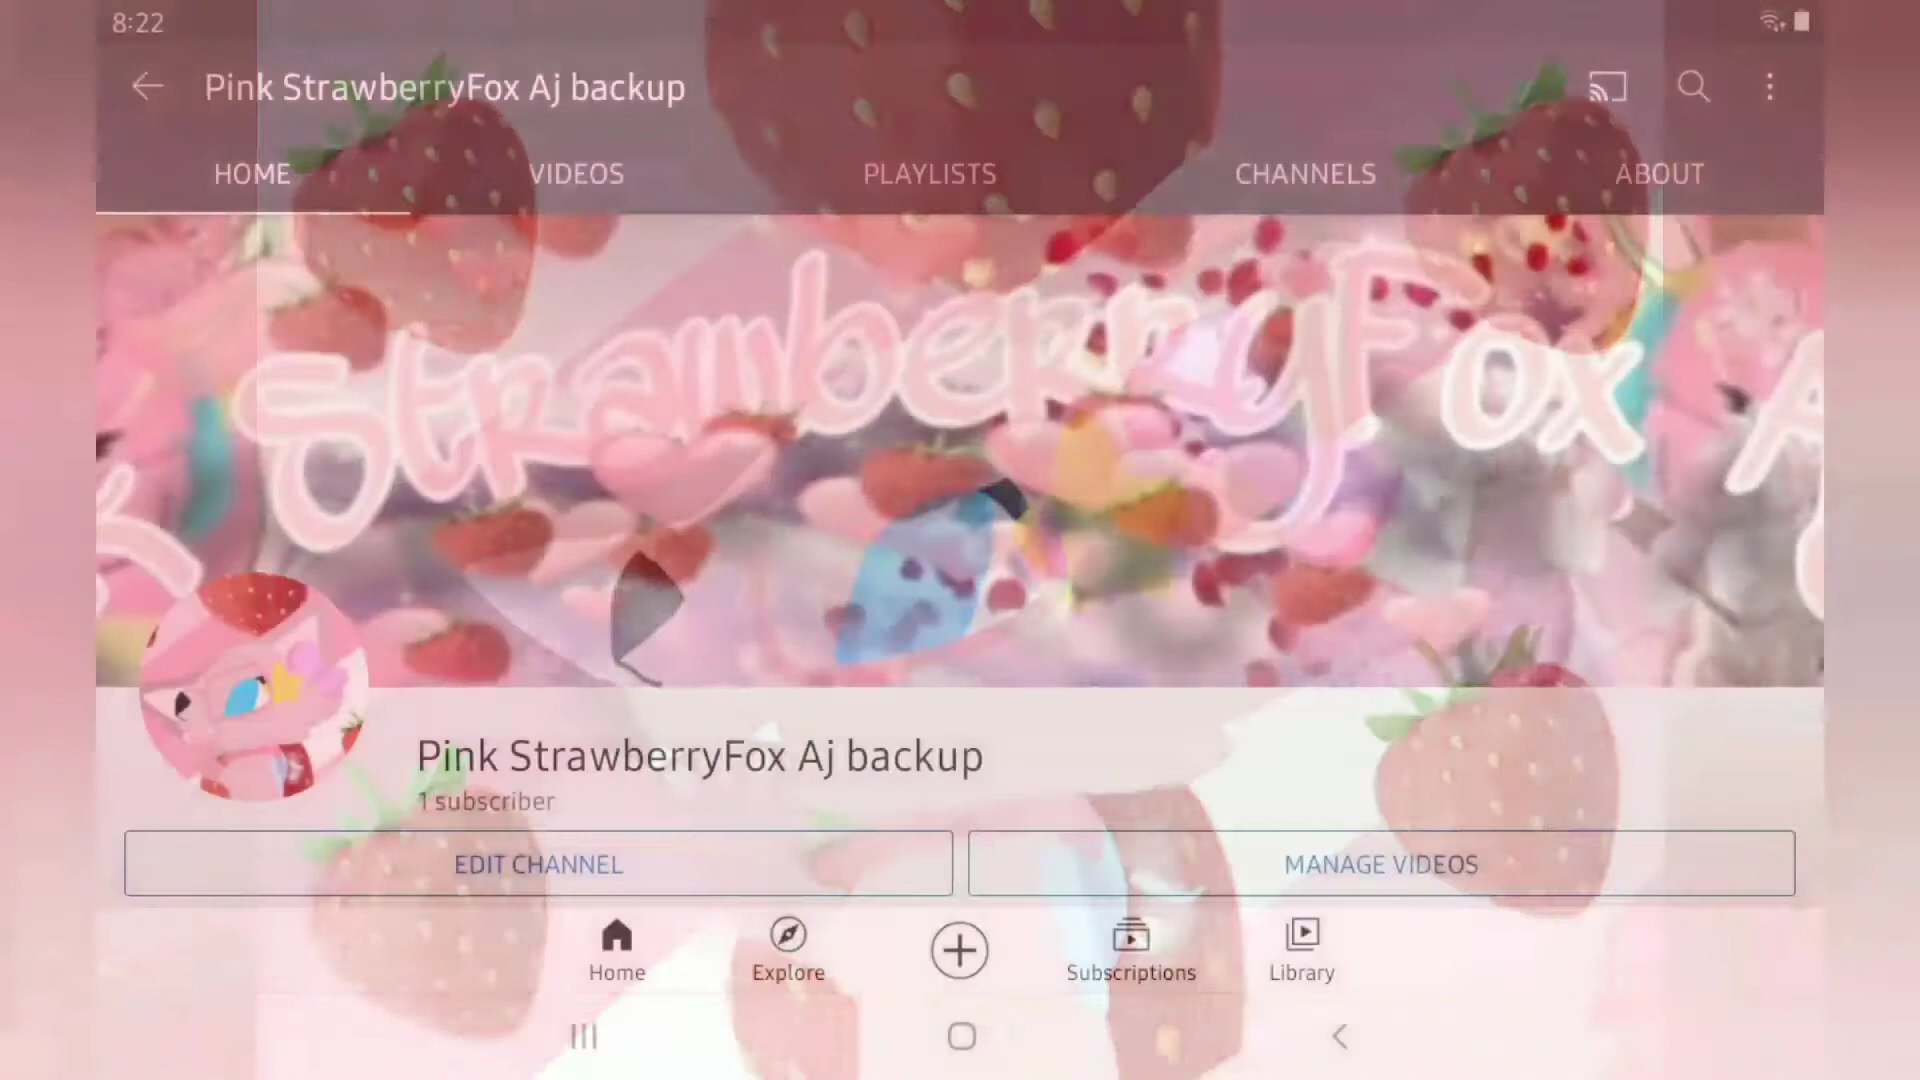 8:22
Pink StrawberryFox Aj backup
HOME VIDEOS PLAYLISTS CHANNELS ABOUT
StrawberryFox
Pink StrawberryFox Aj backup
1 subscriber
EDIT CHANNEL MANAGE VIDEOS
Home Explore Subscriptions Library